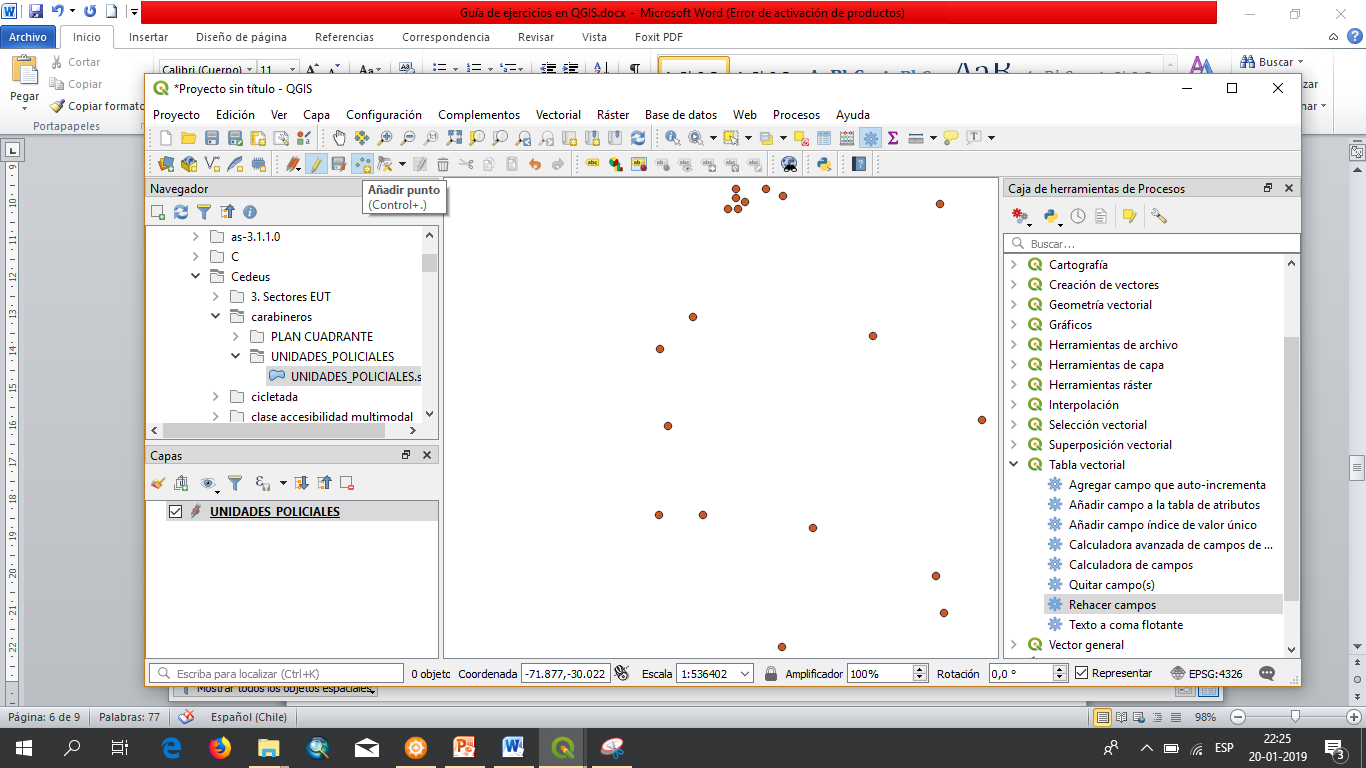 Guía de ejercicios en QGIS.docx - Microsoft Word (Error de activación de productos)
Archivo Inicio Insertar Diseño de página Referencias Correspondencia Revisar Vista Foxit PDF
Cortar
Copiar
Copiar formato
Pegar
Portapapeles
Calibri (Cuerpo) 11
Buscar
*Proyecto sin título - QGIS
Proyecto Edición Ver Capa Configuración Complementos Vectorial Ráster Base de datos Web Procesos Ayuda
Añadir punto
(Control+.)
Navegador
as-3.1.1.0
C
Cedeus
3. Sectores EUT
carabineros
PLAN CUADRANTE
UNIDADES_POLICIALES
UNIDADES_POLICIALES.s
cicletada
clase accesibilidad multimodal
Capas
UNIDADES_POLICIALES
Caja de herramientas de Procesos
Buscar...
Cartografía
Creación de vectores
Geometría vectorial
Gráficos
Herramientas de archivo
Herramientas de capa
Herramientas ráster
Interpolación
Selección vectorial
Superposición vectorial
Tabla vectorial
Agregar campo que auto-incrementa
Añadir campo a la tabla de atributos
Añadir campo índice de valor único
Calculadora avanzada de campos de ...
Calculadora de campos
Quitar campo(s)
Rehacer campos
Texto a coma flotante
Vector general
Escriba para localizar (Ctrl+K) 0 objeto Coordenada -71.877,-30.022 Escala 1:536402 Amplificador 100% Rotación 0,0 ° Representar EPSG:4326
Mostrar todos los objetos espaciales
Página: 6 de 9 Palabras: 77 Español (Chile) 98%
ESP
22:25
20-01-2019
3